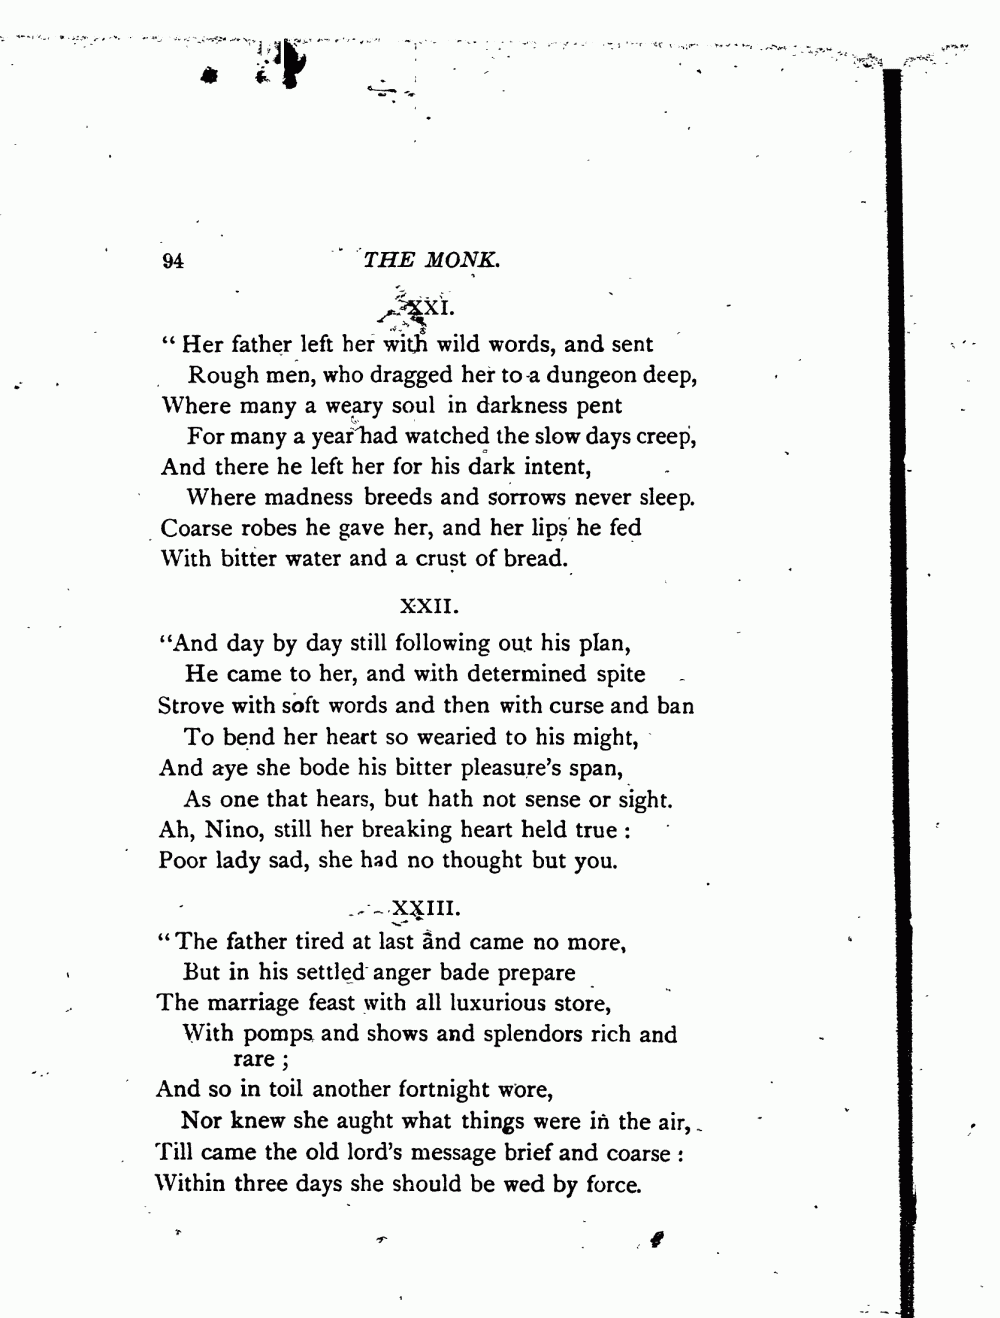 94 THE MONK.
XXI.
“ Her father left her with wild words, and sent
Rough men, who dragged her to a dungeon deep,
Where many a weary soul in darkness pent
For many a year had watched the slow days creep,
And there he left her for his dark intent,
Where madness breeds and sorrows never sleep.
Coarse robes he gave her, and her lips he fed
With bitter water and a crust of bread.
XXII.
“And day by day still following out his plan,
He came to her, and with determined spite
Strove with soft words and then with curse and ban
To bend her heart so wearied to his might,
And aye she bode his bitter pleasure’s span,
As one that hears, but hath not sense or sight.
Ah, Nino, still her breaking heart held true :
Poor lady sad, she had no thought but you.
XXIII.
“ The father tired at last and came no more,
But in his settled anger bade prepare
The marriage feast with all luxurious store,
With pomps and shows and splendors rich and
rare ;
And so in toil another fortnight wore,
Nor knew she aught what things were in the air,
Till came the old lord’s message brief and coarse :
Within three days she should be wed by force.